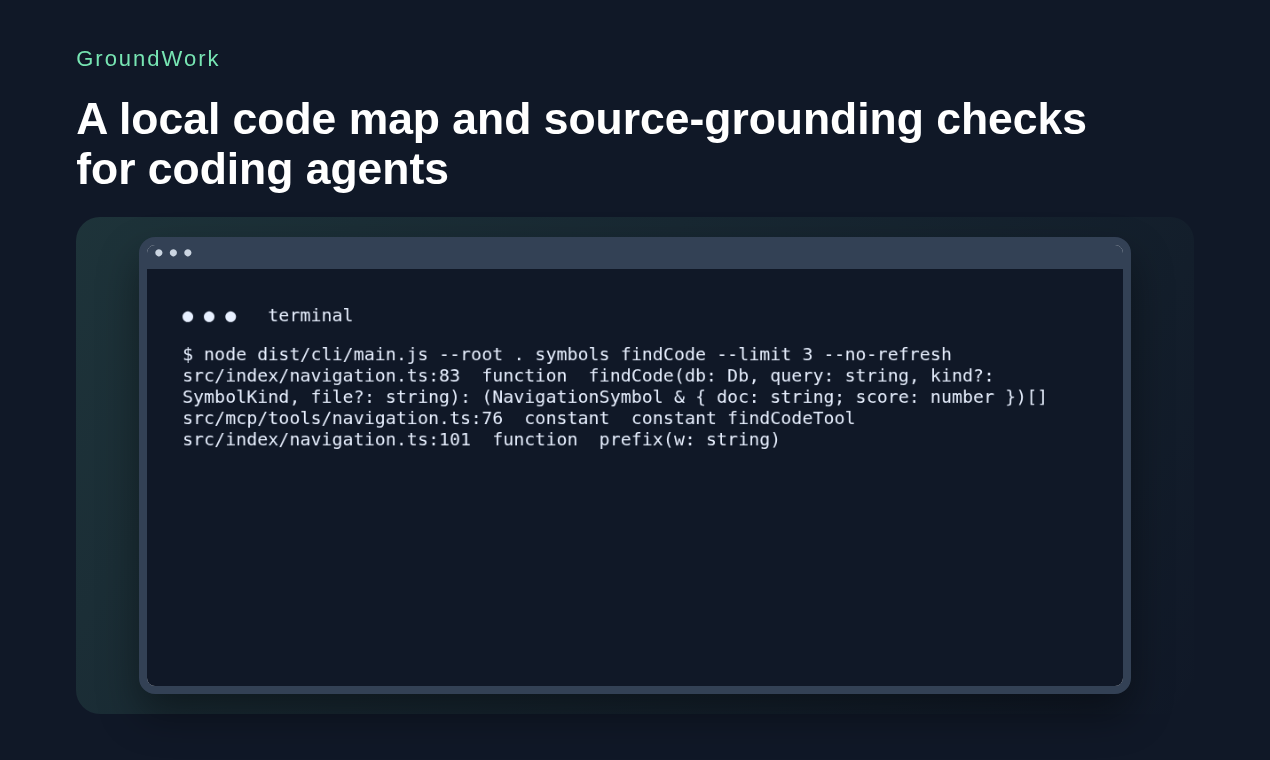 GroundWork
A local code map and source-grounding checks
for coding agents
● ● ●   terminal
$ node dist/cli/main.js --root . symbols findCode --limit 3 --no-refresh
src/index/navigation.ts:83  function  findCode(db: Db, query: string, kind?:
SymbolKind, file?: string): (NavigationSymbol & { doc: string; score: number })[]
src/mcp/tools/navigation.ts:76  constant  constant findCodeTool
src/index/navigation.ts:101  function  prefix(w: string)